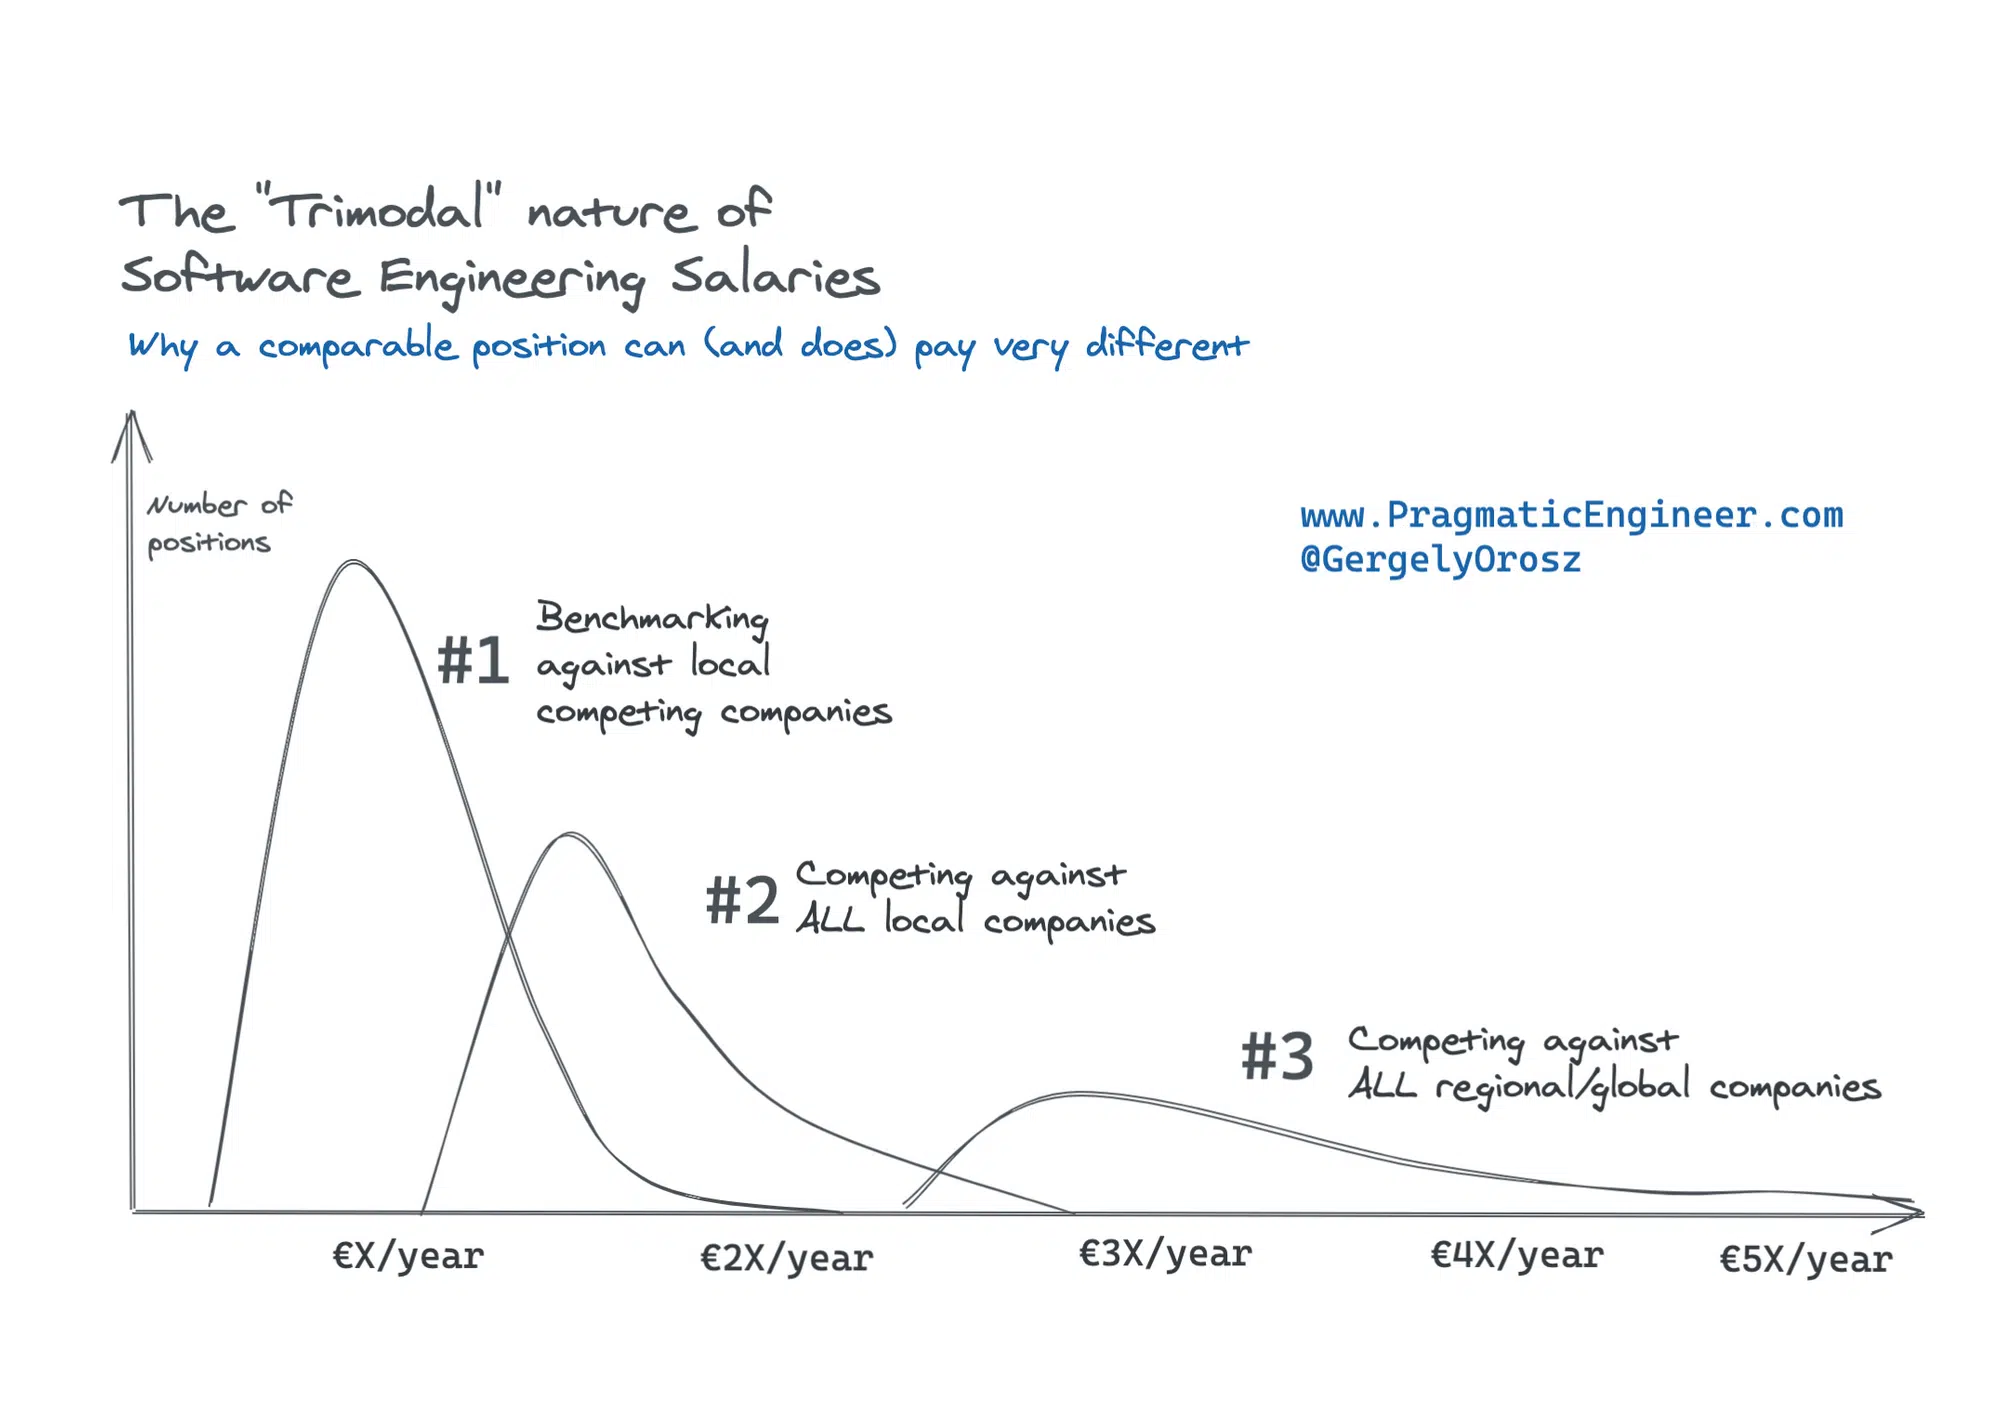 The "Trimodal" nature of
Software Engineering Salaries
Why a comparable position can (and does) pay very different
Number of
positions
www.PragmaticEngineer.com
@GergelyOrosz
#1
Benchmarking
against local
competing companies
#2
Competing against
ALL local companies
#3
Competing against
ALL regional/global companies
€X/year
€2X/year
€3X/year
€4X/year
€5X/year